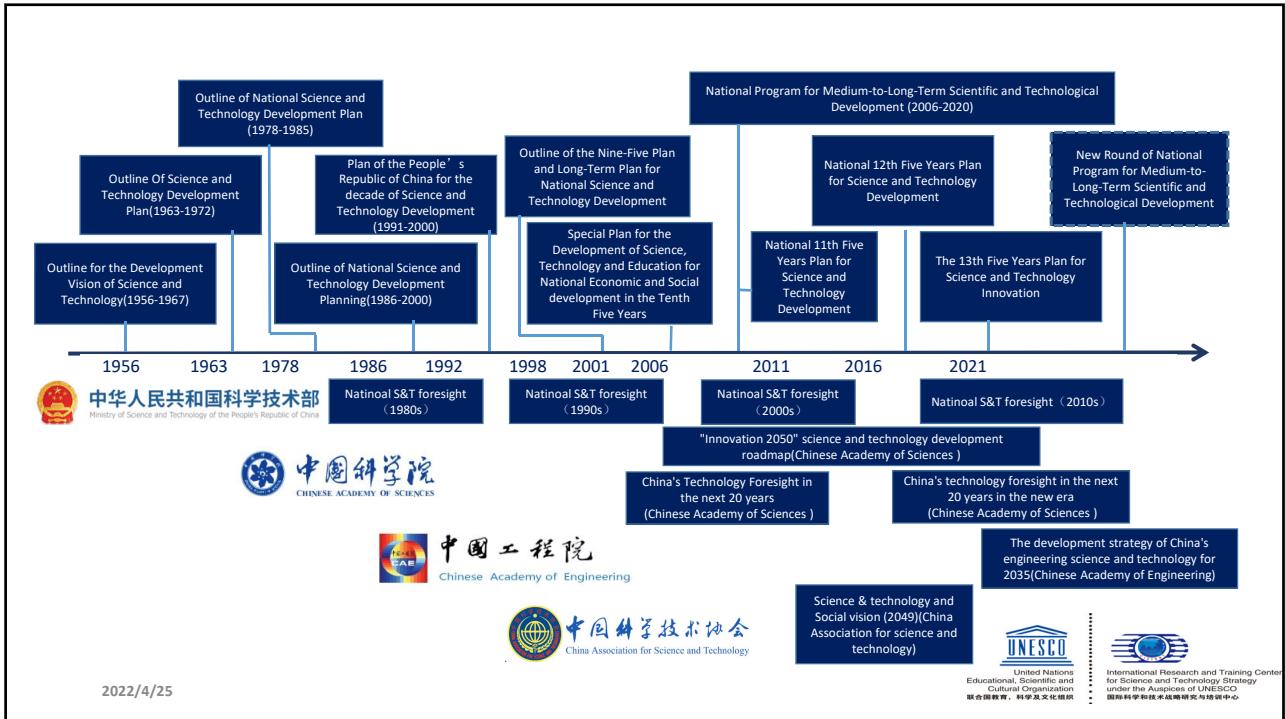 Outline of National Science and
Technology Development Plan
(1978-1985)
National Program for Medium-to-Long-Term Scientific and Technological
Development (2006-2020)
Outline Of Science and
Technology Development
Plan(1963-1972)
Plan of the People’s
Republic of China for the
decade of Science and
Technology Development
(1991-2000)
Outline of the Nine-Five Plan
and Long-Term Plan for
National Science and
Technology Development
National 12th Five Years Plan
for Science and Technology
Development
New Round of National
Program for Medium-to-
Long-Term Scientific and
Technological Development
Outline for the Development
Vision of Science and
Technology(1956-1967)
Outline of National Science and
Technology Development
Planning(1986-2000)
Special Plan for the
Development of Science,
Technology and Education for
National Economic and Social
development in the Tenth
Five Years
National 11th Five
Years Plan for
Science and
Technology
Development
The 13th Five Years Plan for
Science and Technology
Innovation
1956 1963 1978 1986 1992 1998 2001 2006 2011 2016 2021
中华人民共和国科学技术部
Ministry of Science and Technology of the People's Republic of China
Natinoal S&T foresight
（1980s）
Natinoal S&T foresight
（1990s）
Natinoal S&T foresight
（2000s）
Natinoal S&T foresight（2010s）
"Innovation 2050" science and technology development
roadmap(Chinese Academy of Sciences )
中国科学院
CHINESE ACADEMY OF SCIENCES
China's Technology Foresight in
the next 20 years
(Chinese Academy of Sciences )
China's technology foresight in the next
20 years in the new era
(Chinese Academy of Sciences )
CAE
中国工程院
Chinese Academy of Engineering
The development strategy of China's
engineering science and technology for
2035(Chinese Academy of Engineering)
中国科学技术协会
China Association for Science and Technology
Science & technology and
Social vision (2049)(China
Association for science and
technology)
UNESCO
United Nations
Educational, Scientific and
Cultural Organization
联合国教育、科学及文化组织
International Research and Training Center
for Science and Technology Strategy
under the Auspices of UNESCO
国际科学和技术战略研究与培训中心
2022/4/25